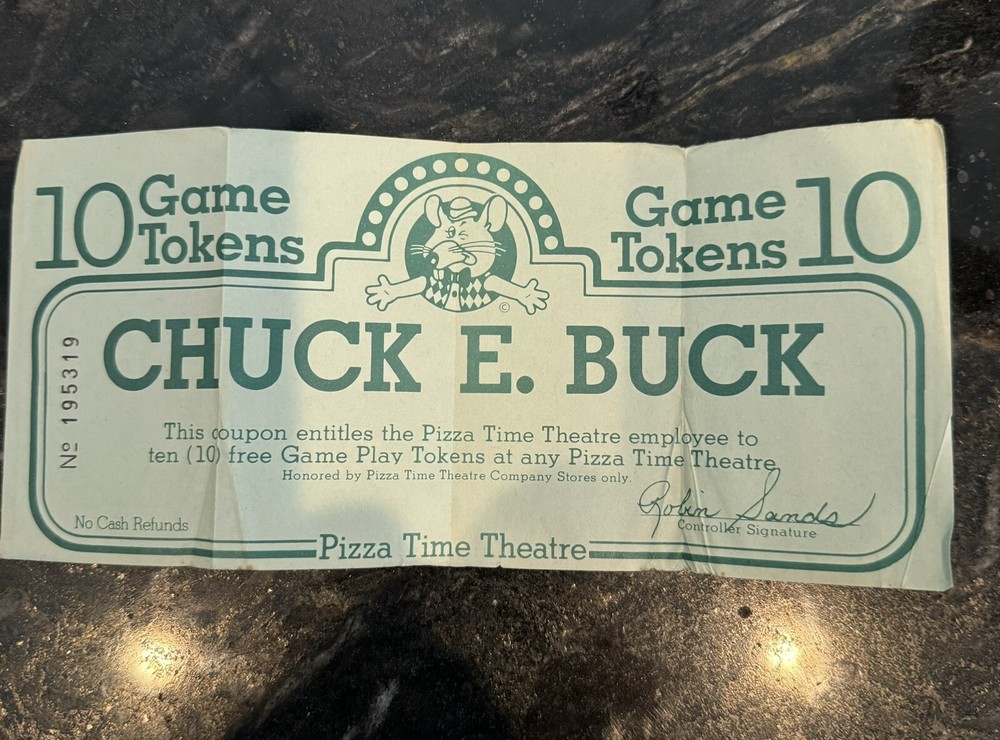 10 Game Tokens
Game Tokens 10
©
CHUCK E. BUCK
Nº 195319
This coupon entitles the Pizza Time Theatre employee to
ten (10) free Game Play Tokens at any Pizza Time Theatre
Honored by Pizza Time Theatre Company Stores only.
Robin Sands
Controller Signature
No Cash Refunds
Pizza Time Theatre